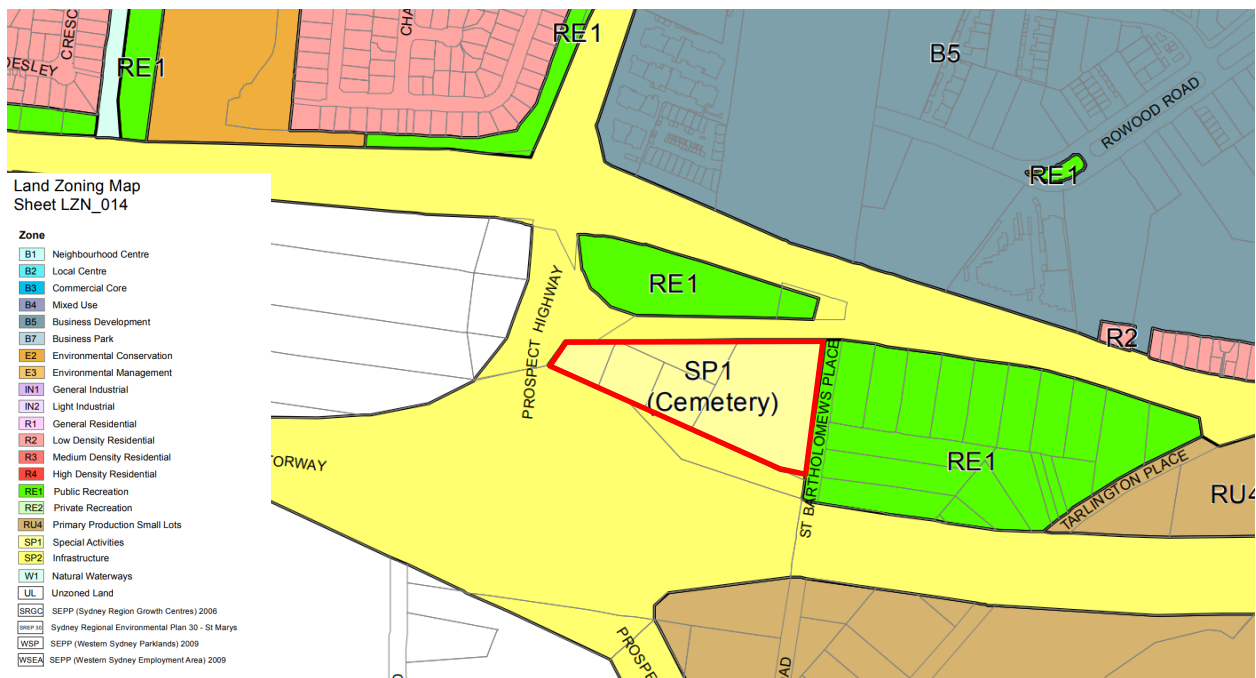 CRESC
DESLEY
CHA
RE1
RE1
B5
ROWOOD ROAD
RE1
Land Zoning Map
Sheet LZN_014
Zone
B1 Neighbourhood Centre
B2 Local Centre
B3 Commercial Core
B4 Mixed Use
B5 Business Development
B7 Business Park
E2 Environmental Conservation
E3 Environmental Management
IN1 General Industrial
IN2 Light Industrial
R1 General Residential
R2 Low Density Residential
R3 Medium Density Residential
R4 High Density Residential
RE1 Public Recreation
RE2 Private Recreation
RU4 Primary Production Small Lots
SP1 Special Activities
SP2 Infrastructure
W1 Natural Waterways
UL Unzoned Land
SRGC SEPP (Sydney Region Growth Centres) 2006
SREP 30 Sydney Regional Environmental Plan 30 - St Marys
WSP SEPP (Western Sydney Parklands) 2009
WSEA SEPP (Western Sydney Employment Area) 2009
RE1
PROSPECT HIGHWAY
R2
SP1
(Cemetery)
ST BARTHOLOMEWS PLACE
RE1
TARLINGTON PLACE
RU4
TORWAY
PROSPE
AD